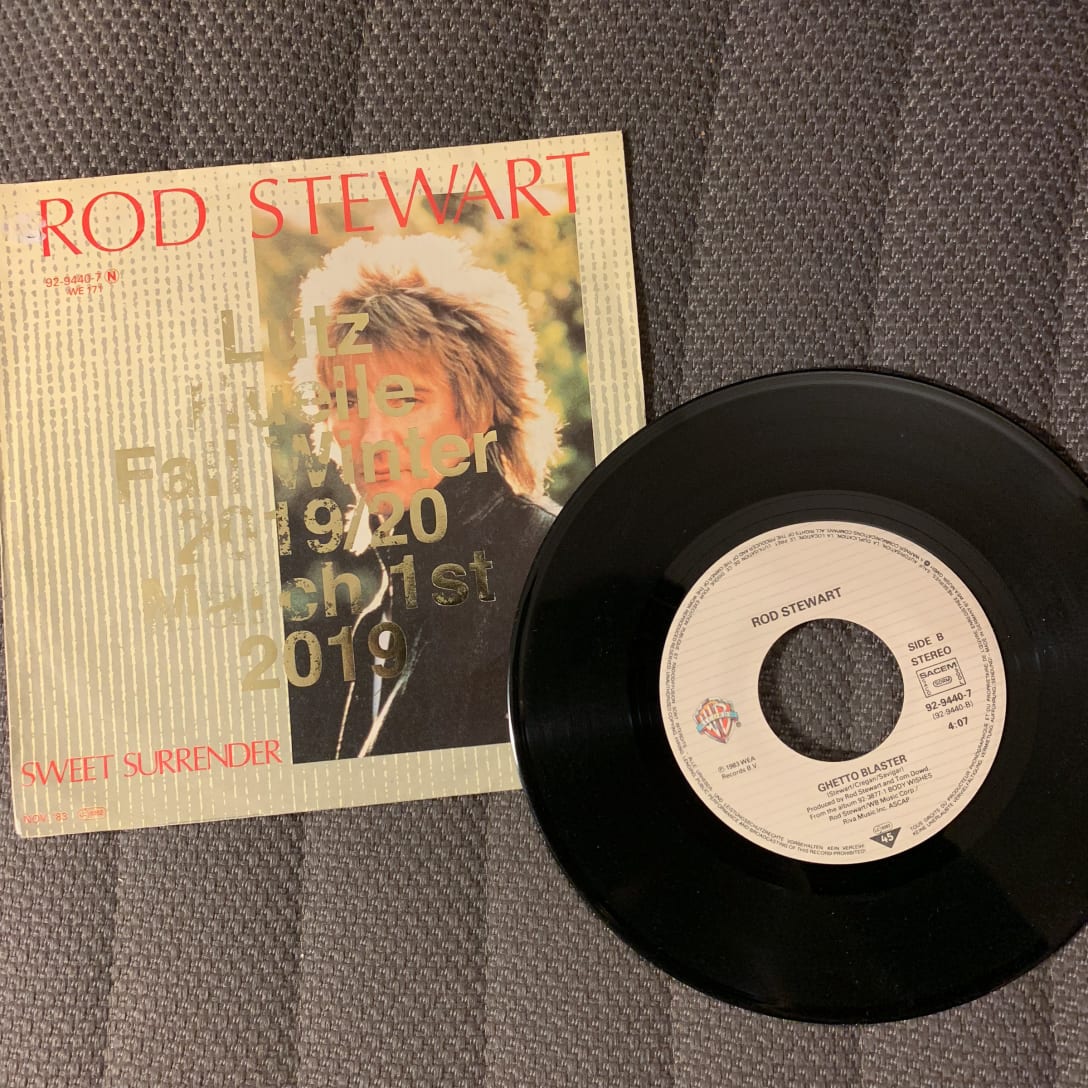 ROD STEWART
92-9440-7 N
WE 171
Lutz
Huelle
Fall Winter
2019/20
March 1st
2019
SWEET SURRENDER
NOV. '83
ROD STEWART
SIDE B
STEREO
SACEM
92-9440-7
(92-9440-B)
4:07
℗ 1983 WEA
Records B.V
GHETTO BLASTER
(Stewart/Cregan/Savigar)
Produced by Rod Stewart and Tom Dowd
From the album 92-3877-1 BODY WISHES
Rod Stewart/WB Music Corp./
Riva Music Inc. ASCAP
45